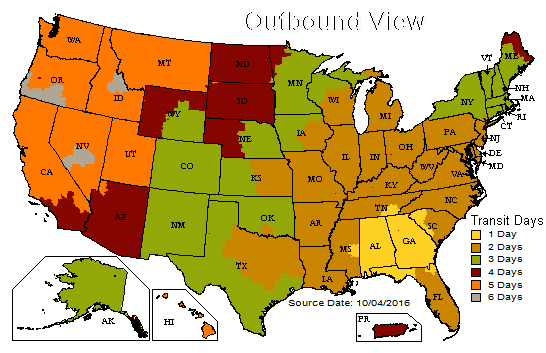 Outbound View
WA
MT
ND
ME
VT
OR
ID
SD
MN
WI
NH
MA
NY
WY
MI
RI
CT
NV
NE
IA
PA
NJ
OH
IL
IN
UT
CO
DE
MD
WV
VA
CA
KS
MO
KY
NC
TN
AZ
NM
OK
AR
SC
MS
AL
GA
TX
LA
FL
AK
HI
PR
Transit Days
1 Day
2 Days
3 Days
4 Days
5 Days
6 Days
Source Date: 10/04/2016